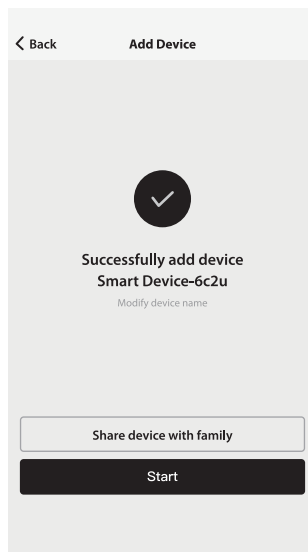 Back
Add Device
Successfully add device
Smart Device-6c2u
Modify device name
Share device with family
Start